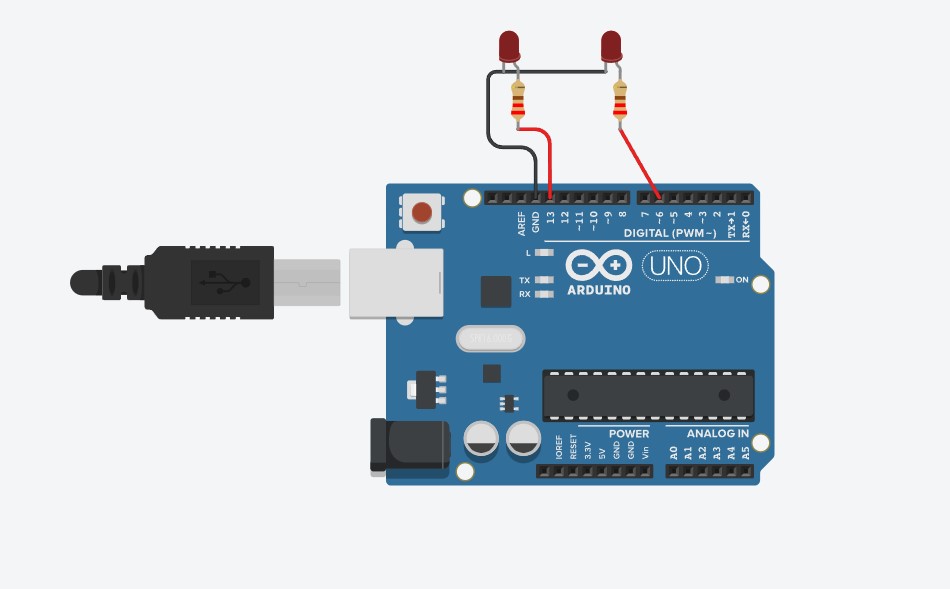 AREF
GND
13
12
~11
~10
~9
8
7
~6
~5
4
~3
2
TX→1
RX←0
DIGITAL (PWM~)
L
TX
RX
ARDUINO
UNO
ON
POWER
ANALOG IN
IOREF
RESET
3.3V
5V
GND
GND
Vin
A0
A1
A2
A3
A4
A5